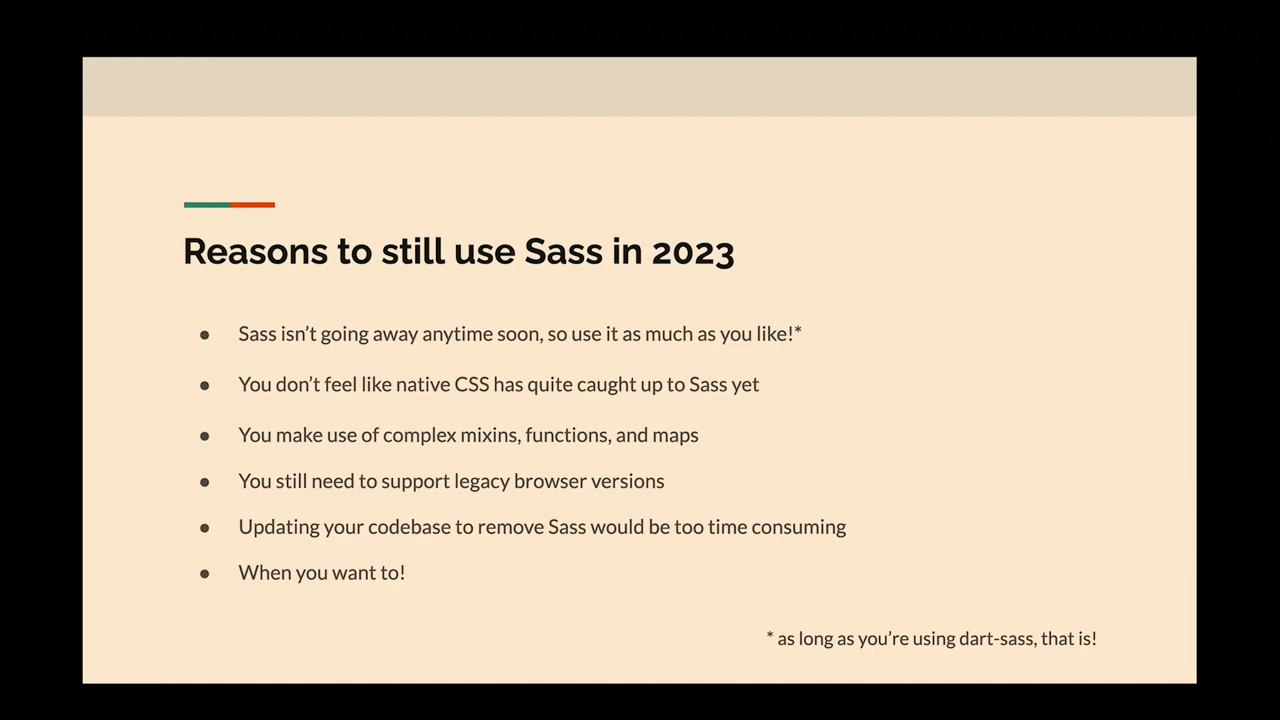 Reasons to still use Sass in 2023
● Sass isn’t going away anytime soon, so use it as much as you like!*
● You don’t feel like native CSS has quite caught up to Sass yet
● You make use of complex mixins, functions, and maps
● You still need to support legacy browser versions
● Updating your codebase to remove Sass would be too time consuming
● When you want to!
* as long as you’re using dart-sass, that is!